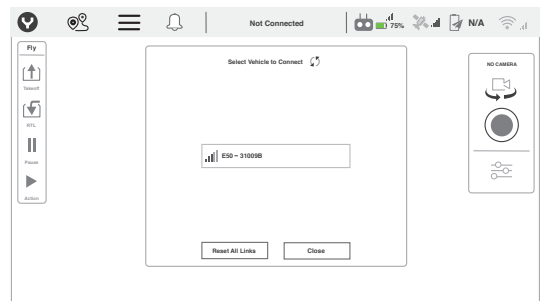 Not Connected
75%
N/A
Fly
Takeoff
RTL
Pause
Action
Select Vehicle to Connect
E50 – 31009B
Reset All Links
Close
NO CAMERA